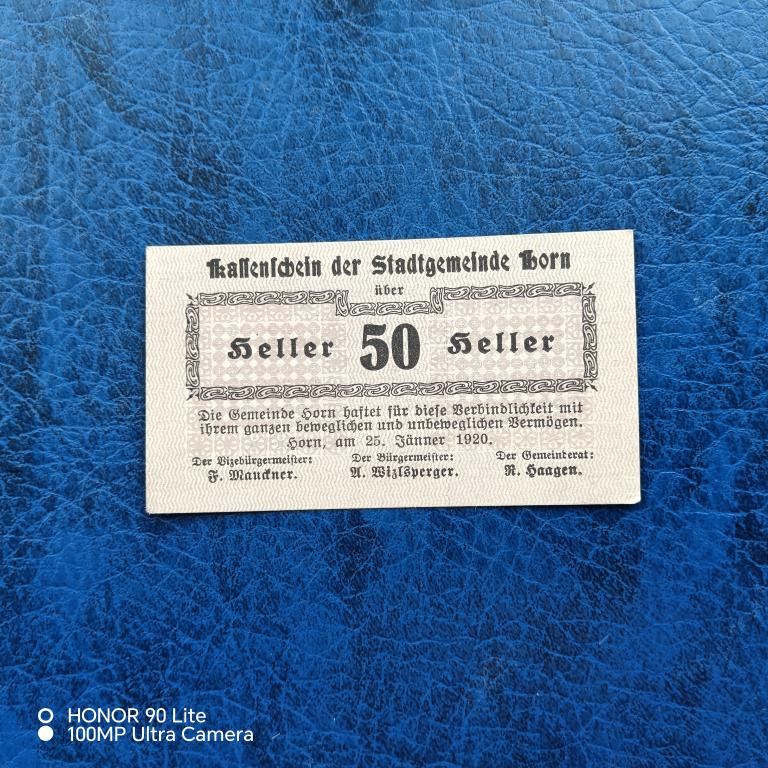 Kassenschein der Stadtgemeinde Horn
über
Heller 50 Heller
Die Gemeinde Horn haftet für diese Verbindlichkeit mit
ihrem ganzen beweglichen und unbeweglichen Vermögen.
Horn, am 25. Jänner 1920.
Der Vizebürgermeister: Der Bürgermeister: Der Gemeinderat:
F. Mauckner. A. Wizlsperger. R. Haagen.
HONOR 90 Lite
100MP Ultra Camera